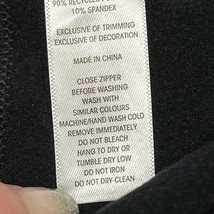 90% RECYCLED
10% SPANDEX
EXCLUSIVE OF TRIMMING
EXCLUSIVE OF DECORATION
MADE IN CHINA
CLOSE ZIPPER
BEFORE WASHING
WASH WITH
SIMILAR COLOURS
MACHINE/HAND WASH COLD
REMOVE IMMEDIATELY
DO NOT BLEACH
HANG TO DRY OR
TUMBLE DRY LOW
DO NOT IRON
DO NOT DRY-CLEAN